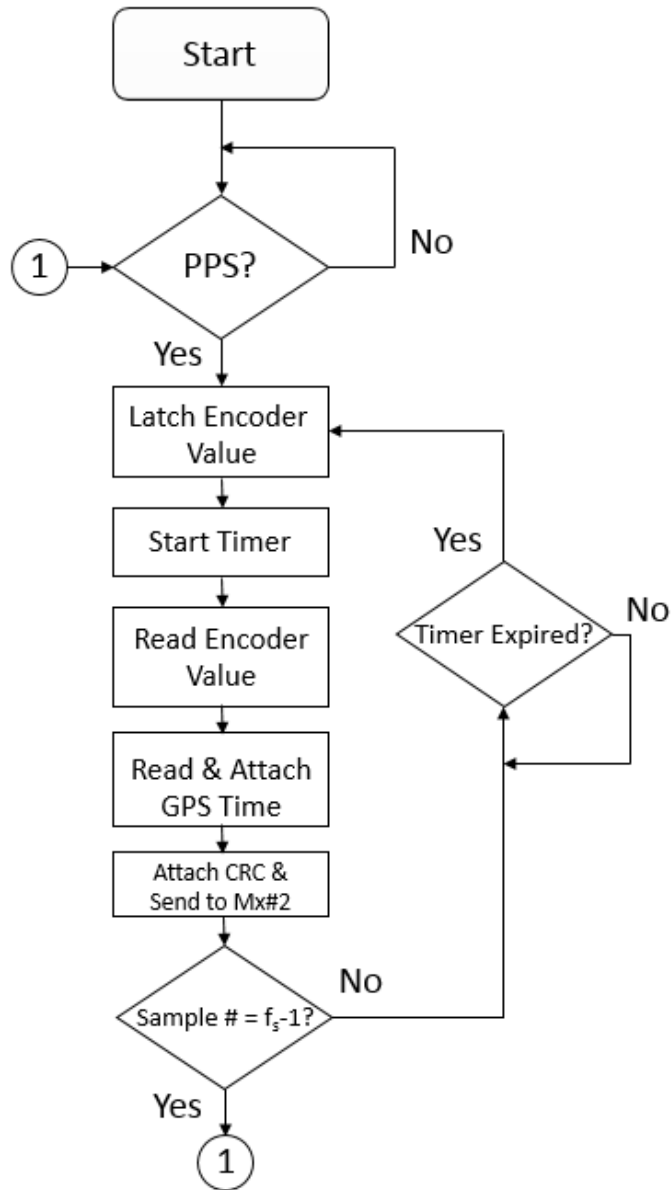 Start
No
1
PPS?
Yes
Latch Encoder
Value
Start Timer
Yes
No
Timer Expired?
Read Encoder
Value
Read & Attach
GPS Time
Attach CRC &
Send to Mx#2
No
Sample # = fₛ-1?
Yes
1